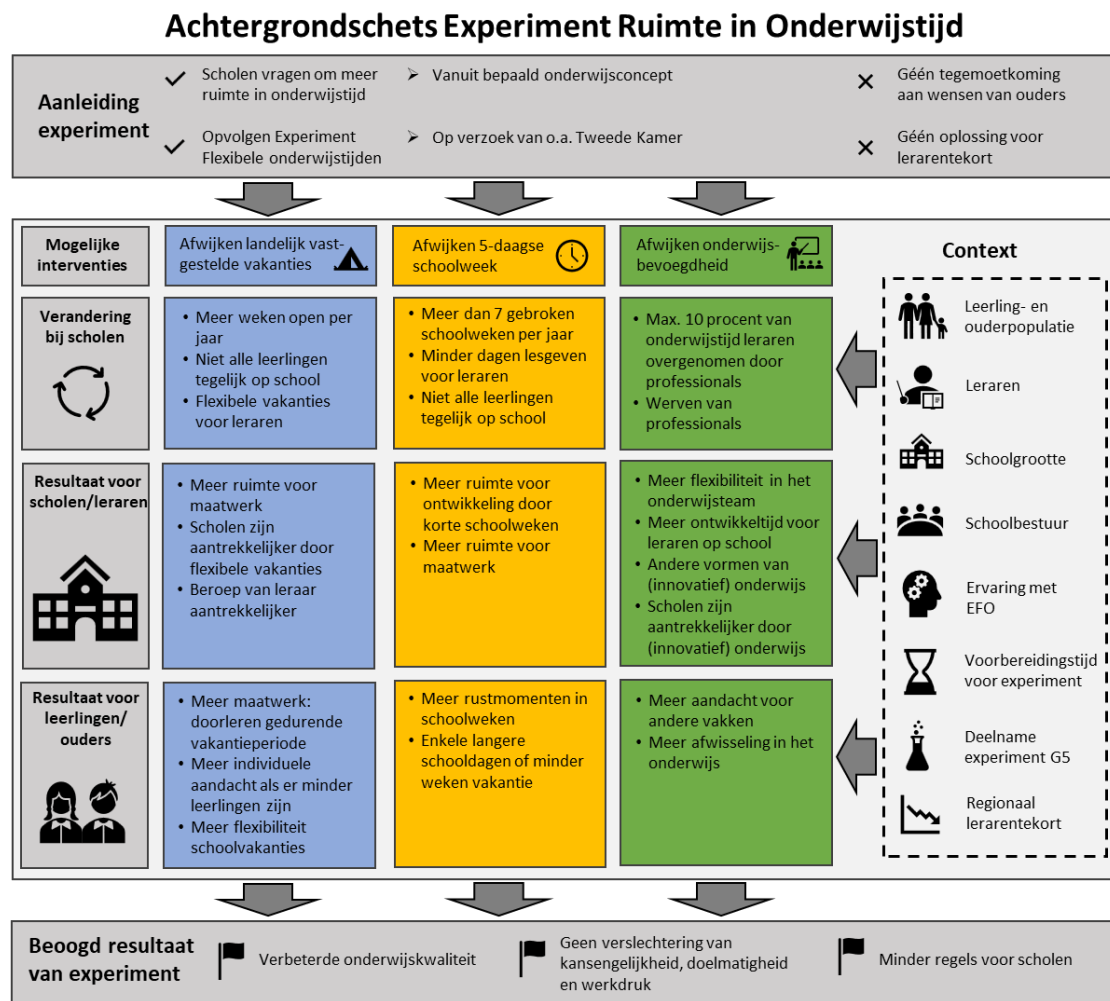 Achtergrondschets Experiment Ruimte in Onderwijstijd
Aanleiding
experiment
Scholen vragen om meer
ruimte in onderwijstijd
Opvolgen Experiment
Flexibele onderwijstijden
Vanuit bepaald onderwijsconcept
Op verzoek van o.a. Tweede Kamer
Géén tegemoetkoming
aan wensen van ouders
Géén oplossing voor
lerarentekort
Mogelijke
interventies
Afwijken landelijk vast-
gestelde vakanties
Afwijken 5-daagse
schoolweek
Afwijken onderwijs-
bevoegdheid
Verandering
bij scholen
• Meer weken open per
jaar
• Niet alle leerlingen
tegelijk op school
• Flexibele vakanties
voor leraren
• Meer dan 7 gebroken
schoolweken per jaar
• Minder dagen lesgeven
voor leraren
• Niet alle leerlingen
tegelijk op school
• Max. 10 procent van
onderwijstijd leraren
overgenomen door
professionals
• Werven van
professionals
Resultaat voor
scholen/leraren
• Meer ruimte voor
maatwerk
• Scholen zijn
aantrekkelijker door
flexibele vakanties
• Beroep van leraar
aantrekkelijker
• Meer ruimte voor
ontwikkeling door
korte schoolweken
• Meer ruimte voor
maatwerk
• Meer flexibiliteit in het
onderwijsteam
• Meer ontwikkeltijd voor
leraren op school
• Andere vormen van
(innovatief) onderwijs
• Scholen zijn
aantrekkelijker door
(innovatief) onderwijs
Resultaat voor
leerlingen/
ouders
• Meer maatwerk:
doorleren gedurende
vakantieperiode
• Meer individuele
aandacht als er minder
leerlingen zijn
• Meer flexibiliteit
schoolvakanties
• Meer rustmomenten in
schoolweken
• Enkele langere
schooldagen of minder
weken vakantie
• Meer aandacht voor
andere vakken
• Meer afwisseling in het
onderwijs
Context
Leerling- en
ouderpopulatie
Leraren
Schoolgrootte
Schoolbestuur
Ervaring met
EFO
Voorbereidingstijd
voor experiment
Deelname
experiment G5
Regionaal
lerarentekort
Beoogd resultaat
van experiment
Verbeterde onderwijskwaliteit
Geen verslechtering van
kansengelijkheid, doelmatigheid
en werkdruk
Minder regels voor scholen